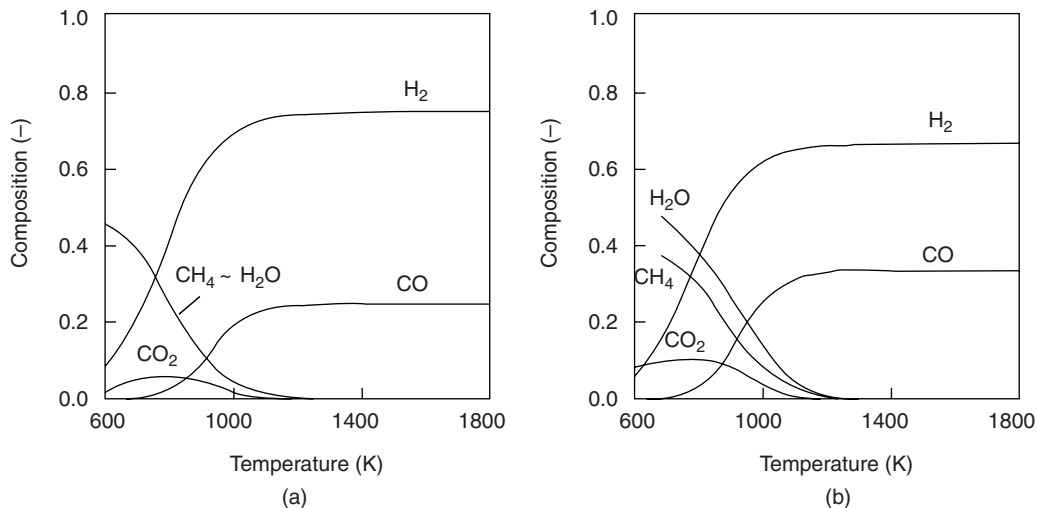 1.0
0.8
0.6
0.4
0.2
0.0
Composition (–)
H₂
CH₄ ~ H₂O
CO
CO₂
600
1000
1400
1800
Temperature (K)
(a)
1.0
0.8
0.6
0.4
0.2
0.0
Composition (–)
H₂
H₂O
CH₄
CO
CO₂
600
1000
1400
1800
Temperature (K)
(b)